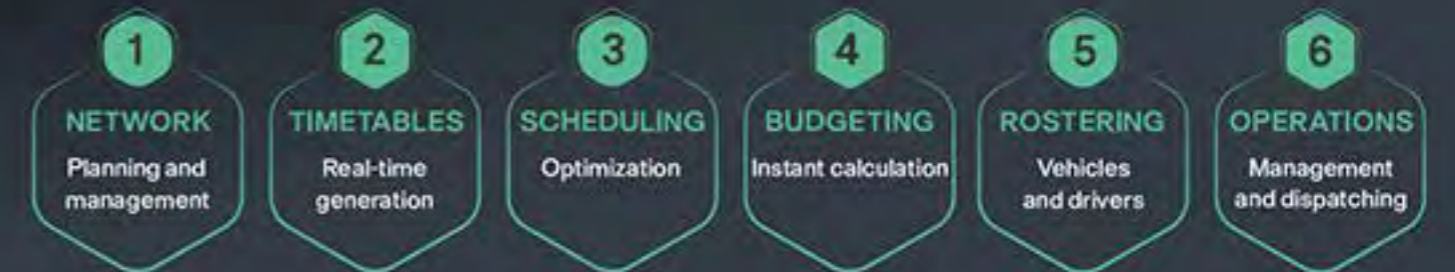 1
NETWORK
Planning and
management
2
TIMETABLES
Real-time
generation
3
SCHEDULING
Optimization
4
BUDGETING
Instant calculation
5
ROSTERING
Vehicles
and drivers
6
OPERATIONS
Management
and dispatching